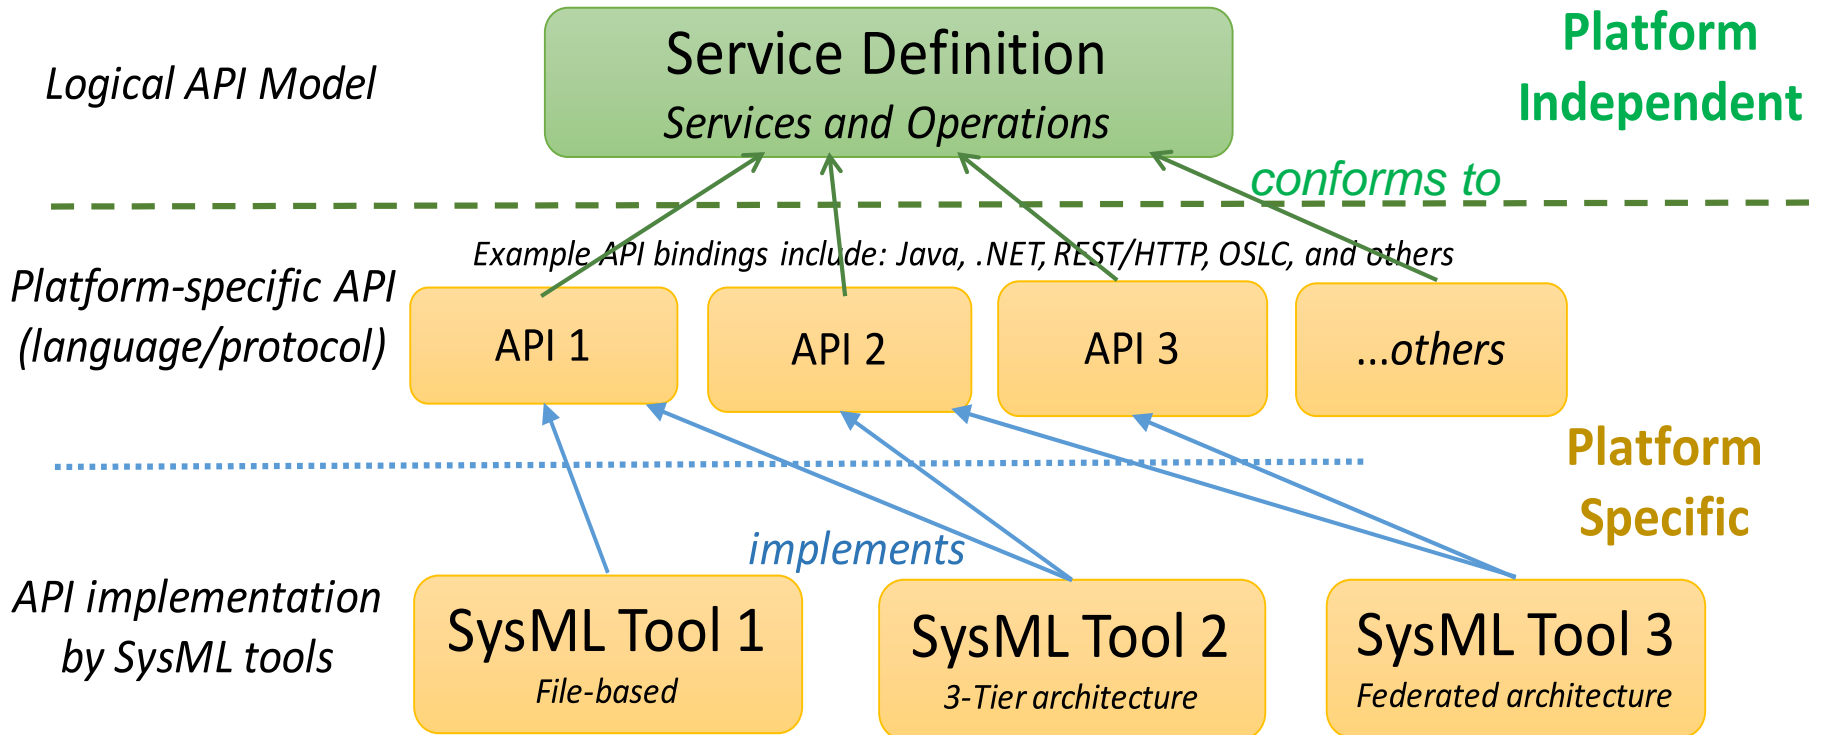 Service Definition
Services and Operations
Logical API Model
Platform
Independent
conforms to
Example API bindings include: Java, .NET, REST/HTTP, OSLC, and others
Platform-specific API
(language/protocol)
API 1
API 2
API 3
...others
Platform
Specific
implements
API implementation
by SysML tools
SysML Tool 1
File-based
SysML Tool 2
3-Tier architecture
SysML Tool 3
Federated architecture